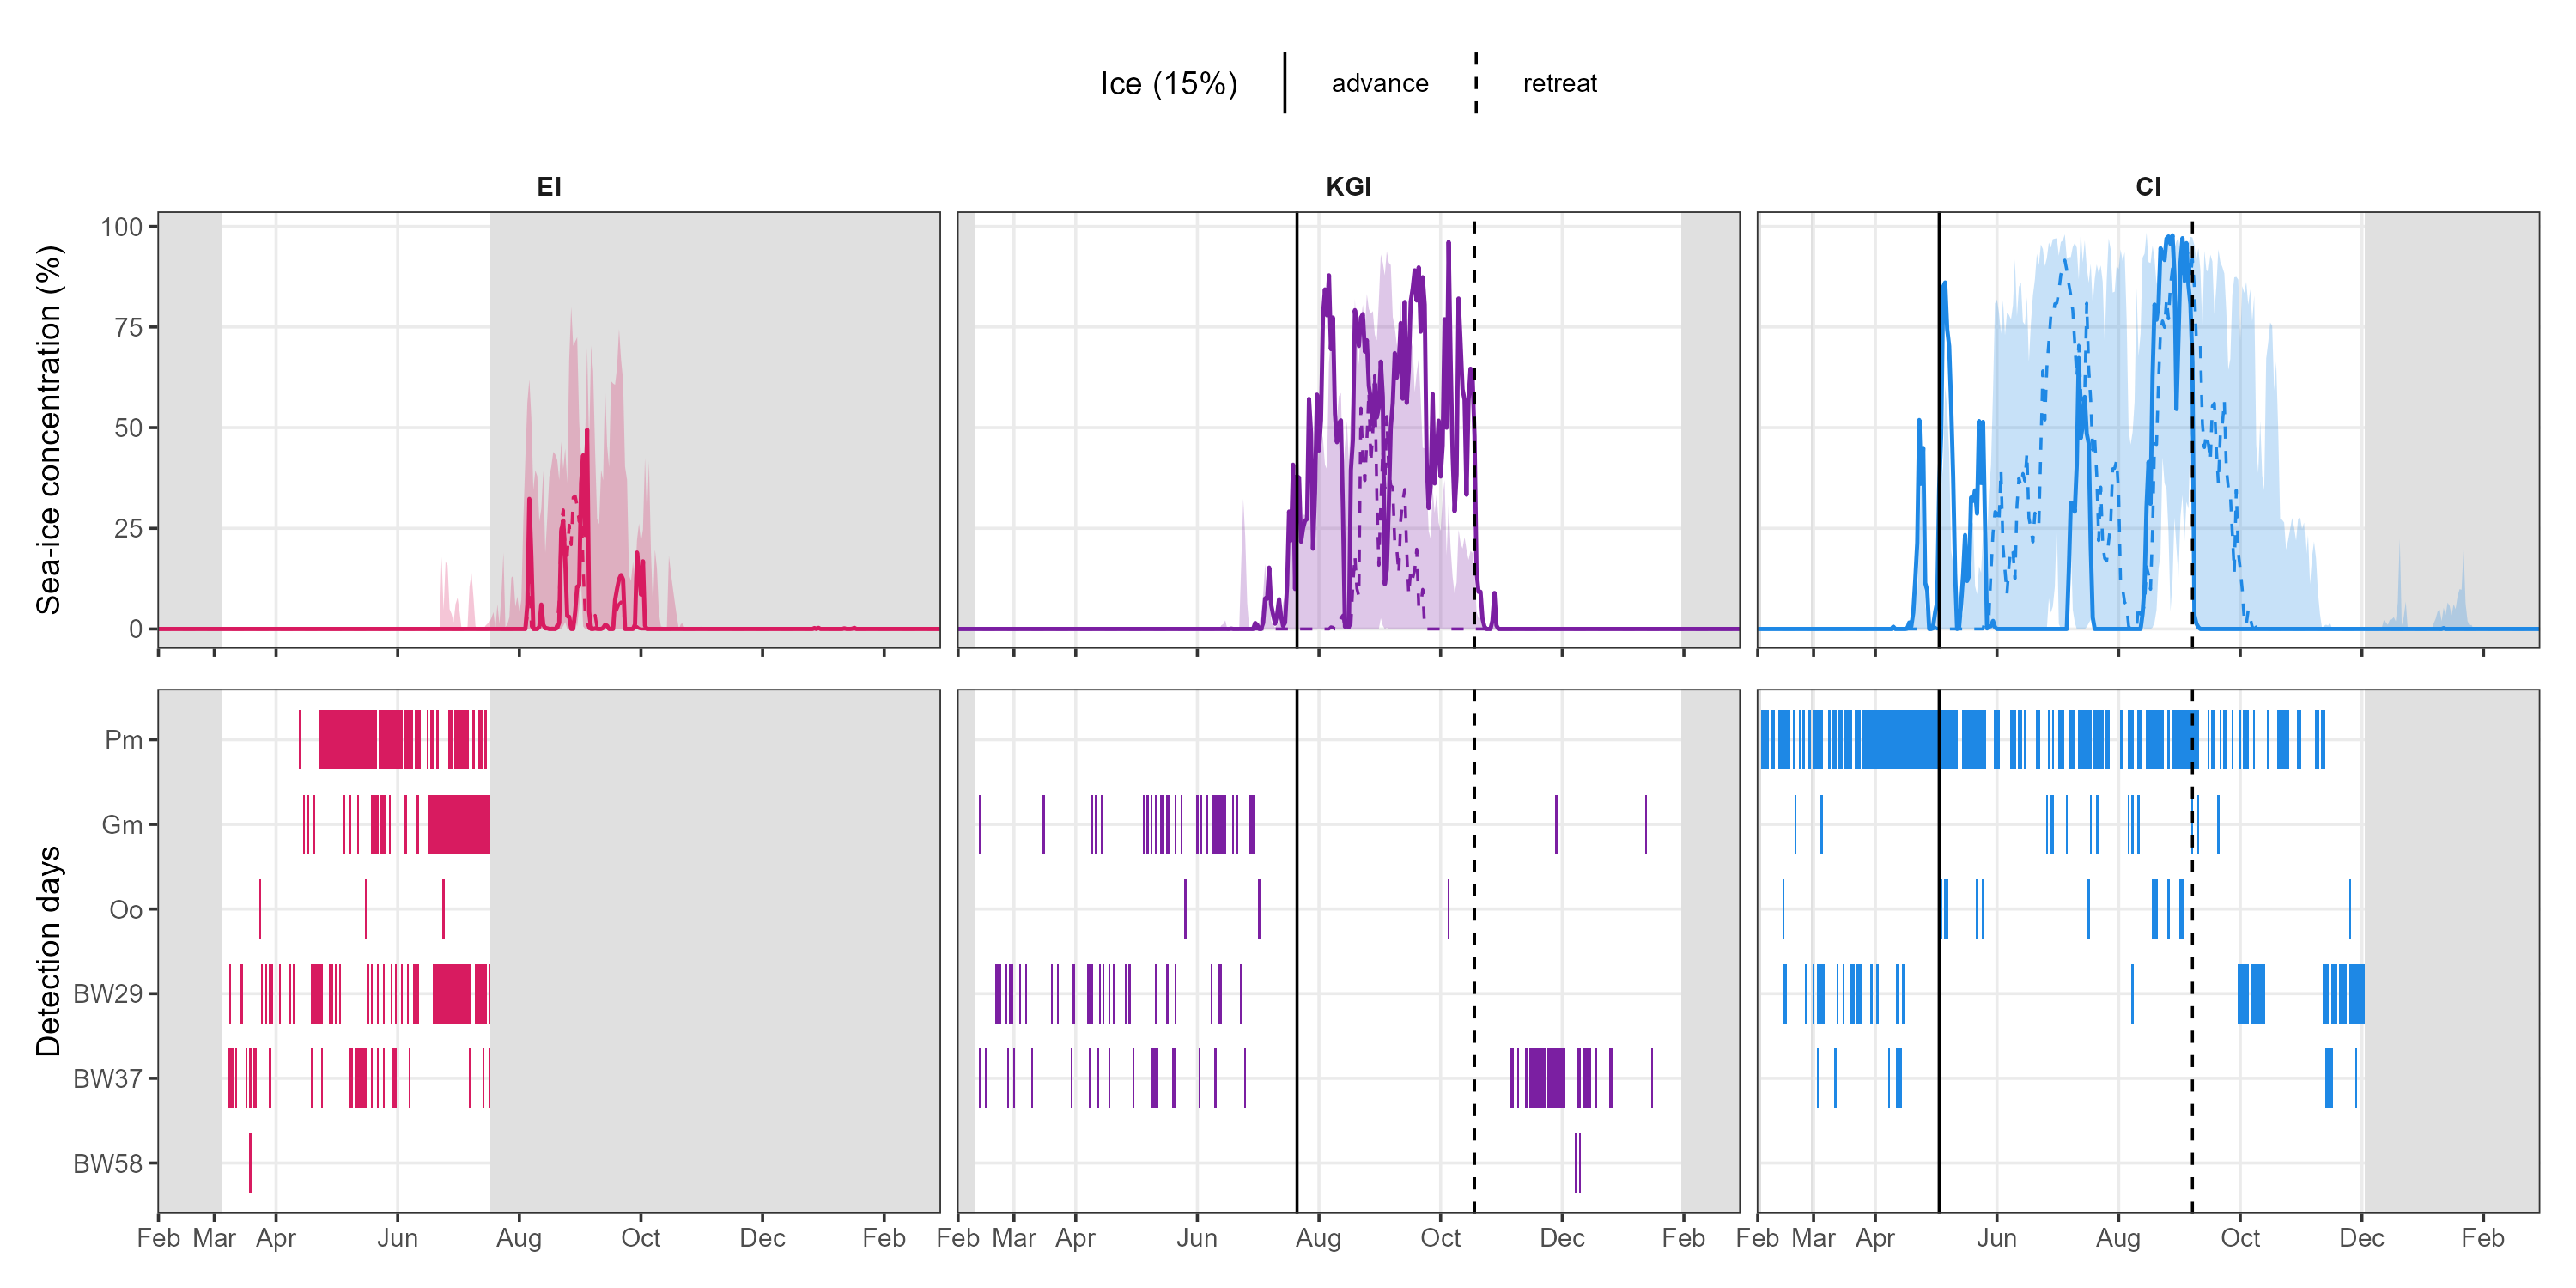 Ice (15%) advance retreat
EI KGI CI
Sea-ice concentration (%)
100
75
50
25
0
Detection days
Pm
Gm
Oo
BW29
BW37
BW58
Feb Mar Apr Jun Aug Oct Dec Feb Feb Mar Apr Jun Aug Oct Dec Feb Feb Mar Apr Jun Aug Oct Dec Feb